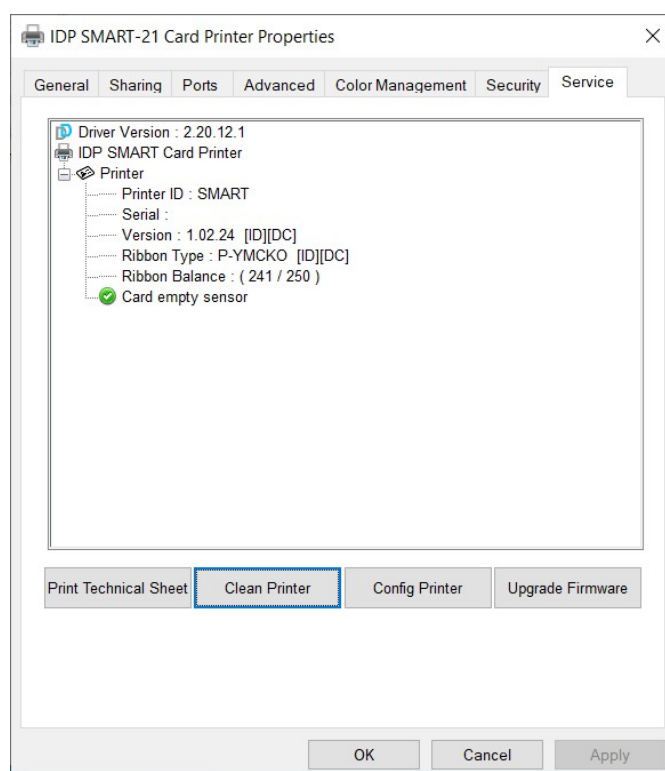 IDP SMART-21 Card Printer Properties
General Sharing Ports Advanced Color Management Security Service
Driver Version : 2.20.12.1
IDP SMART Card Printer
Printer
Printer ID : SMART
Serial :
Version : 1.02.24 [ID][DC]
Ribbon Type : P-YMCKO [ID][DC]
Ribbon Balance : ( 241 / 250 )
Card empty sensor
Print Technical Sheet Clean Printer Config Printer Upgrade Firmware
OK Cancel Apply